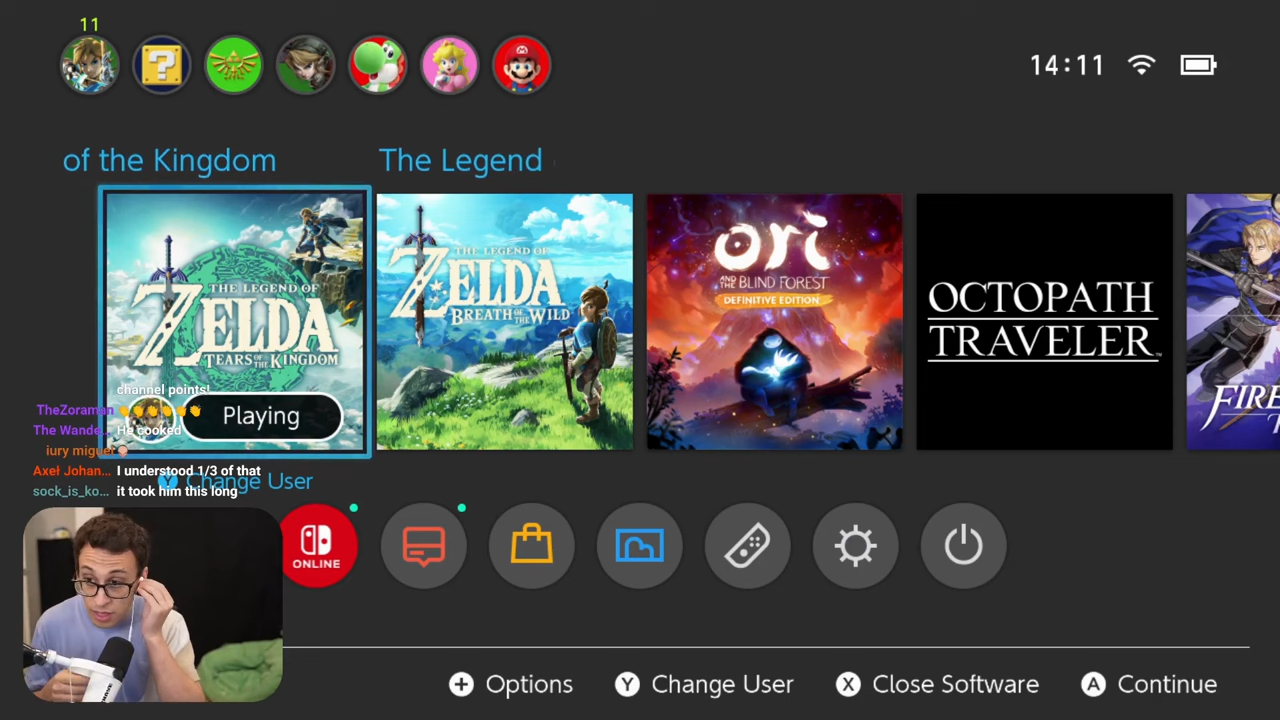 11
14:11
of the Kingdom
The Legend
THE LEGEND OF
ZELDA
TEARS OF THE KINGDOM
THE LEGEND OF
ZELDA
BREATH OF THE WILD
ori
AND THE BLIND FOREST
DEFINITIVE EDITION
OCTOPATH
TRAVELER™
FIRE
channel points!
TheZoraman 👏👏👏👏👏👏
Playing
The Wande... He cooked
iury miguel
Axeł Johan... I understood 1/3 of that
Y Change User
sock_is_ko... it took him this long
ONLINE
+ Options
Y Change User
X Close Software
A Continue